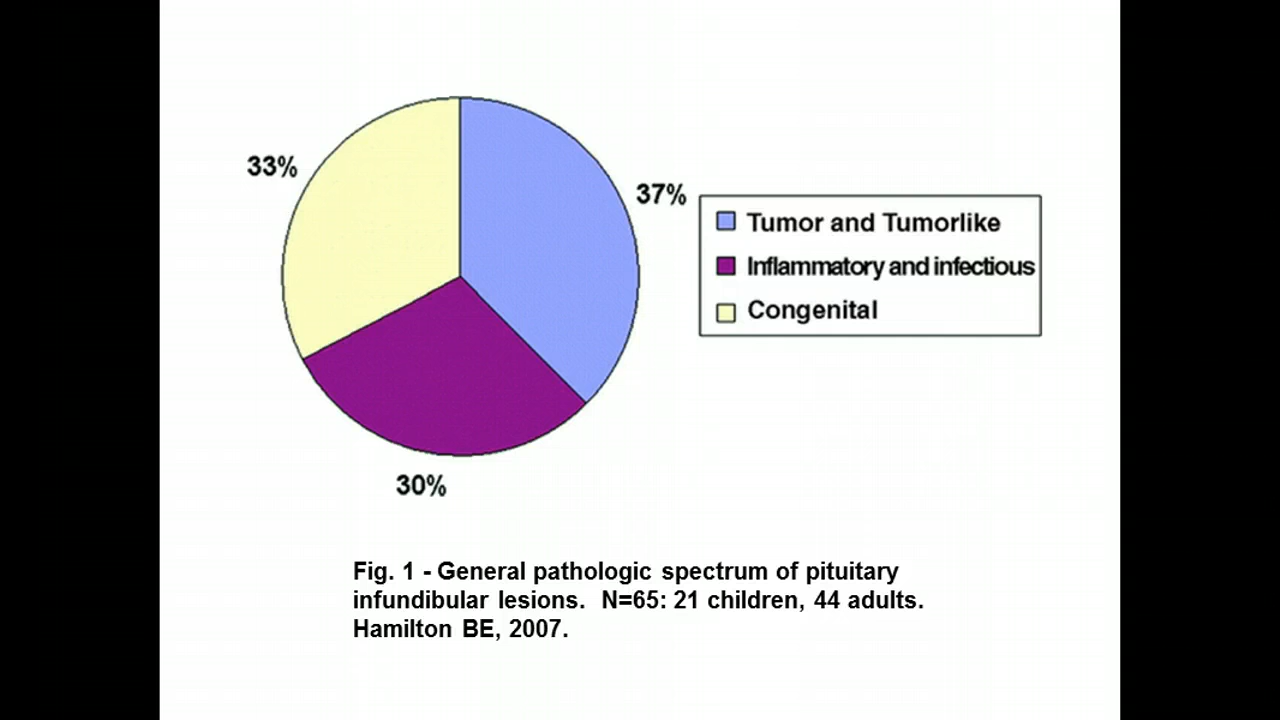 33%
37%
30%
Tumor and Tumorlike
Inflammatory and infectious
Congenital
Fig. 1 - General pathologic spectrum of pituitary
infundibular lesions. N=65: 21 children, 44 adults.
Hamilton BE, 2007.